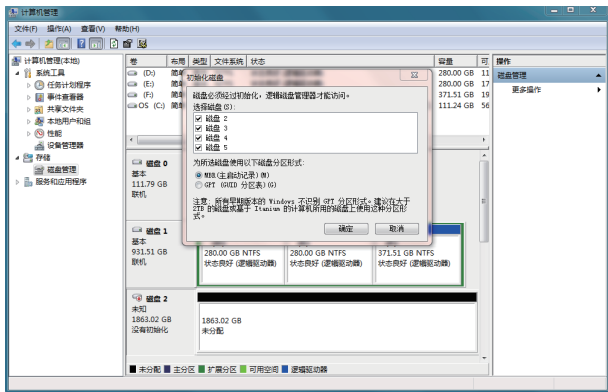 计算机管理
文件(F) 操作(A) 查看(V) 帮助(H)
计算机管理(本地)
系统工具
任务计划程序
事件查看器
共享文件夹
本地用户和组
性能
设备管理器
存储
磁盘管理
服务和应用程序
卷 布局 类型 文件系统 状态 容量 可
(D:) 280.00 GB 11
(E:) 280.00 GB 17
(F:) 371.51 GB 19
OS (C:) 111.24 GB 56
初始化磁盘
磁盘必须经过初始化，逻辑磁盘管理器才能访问。
选择磁盘(S):
磁盘 2
磁盘 3
磁盘 4
磁盘 5
为所选磁盘使用以下磁盘分区形式:
MBR(主启动记录)(M)
GPT (GUID 分区表)(G)
注意: 所有早期版本的 Windows 不识别 GPT 分区形式。建议在大于
2TB 的磁盘或基于 Itanium 的计算机所用的磁盘上使用这种分区形
式。
确定 取消
磁盘 0
基本
111.79 GB
联机
磁盘 1
基本
931.51 GB
联机
280.00 GB NTFS
状态良好 (逻辑驱动器)
280.00 GB NTFS
状态良好 (逻辑驱动器)
371.51 GB NTFS
状态良好 (逻辑驱动器)
磁盘 2
未知
1863.02 GB
没有初始化
1863.02 GB
未分配
未分配 主分区 扩展分区 可用空间 逻辑驱动器
操作
磁盘管理
更多操作